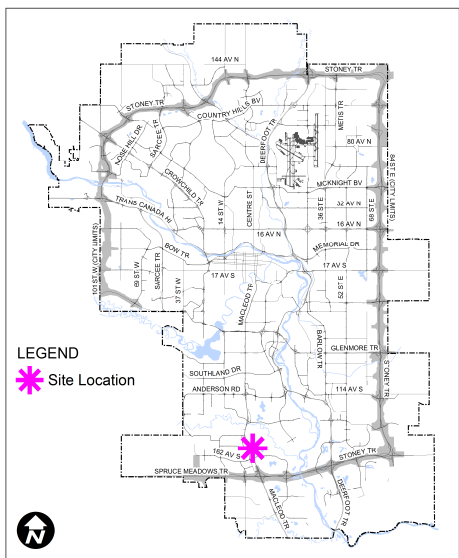 144 AV N
STONEY TR
STONEY TR
COUNTRY HILLS BV
METIS TR
DEERFOOT TR
SARCEE TR
80 AV N
CROWCHILD TR
MCKNIGHT BV
84 ST E (CITY LIMITS)
14 ST W
CENTRE ST
36 ST E
32 AV N
68 ST E
TRANS CANADA HI
16 AV N
16 AV N
101 ST W (CITY LIMITS)
BOW TR
MEMORIAL DR
69 ST W
SARCEE TR
37 ST W
17 AV S
17 AV S
MACLEOD TR
52 ST E
BARLOW TR
LEGEND
Site Location
GLENMORE TR
SOUTHLAND DR
STONEY TR
ANDERSON RD
114 AV S
162 AV S
STONEY TR
SPRUCE MEADOWS TR
MACLEOD TR
DEERFOOT TR
N